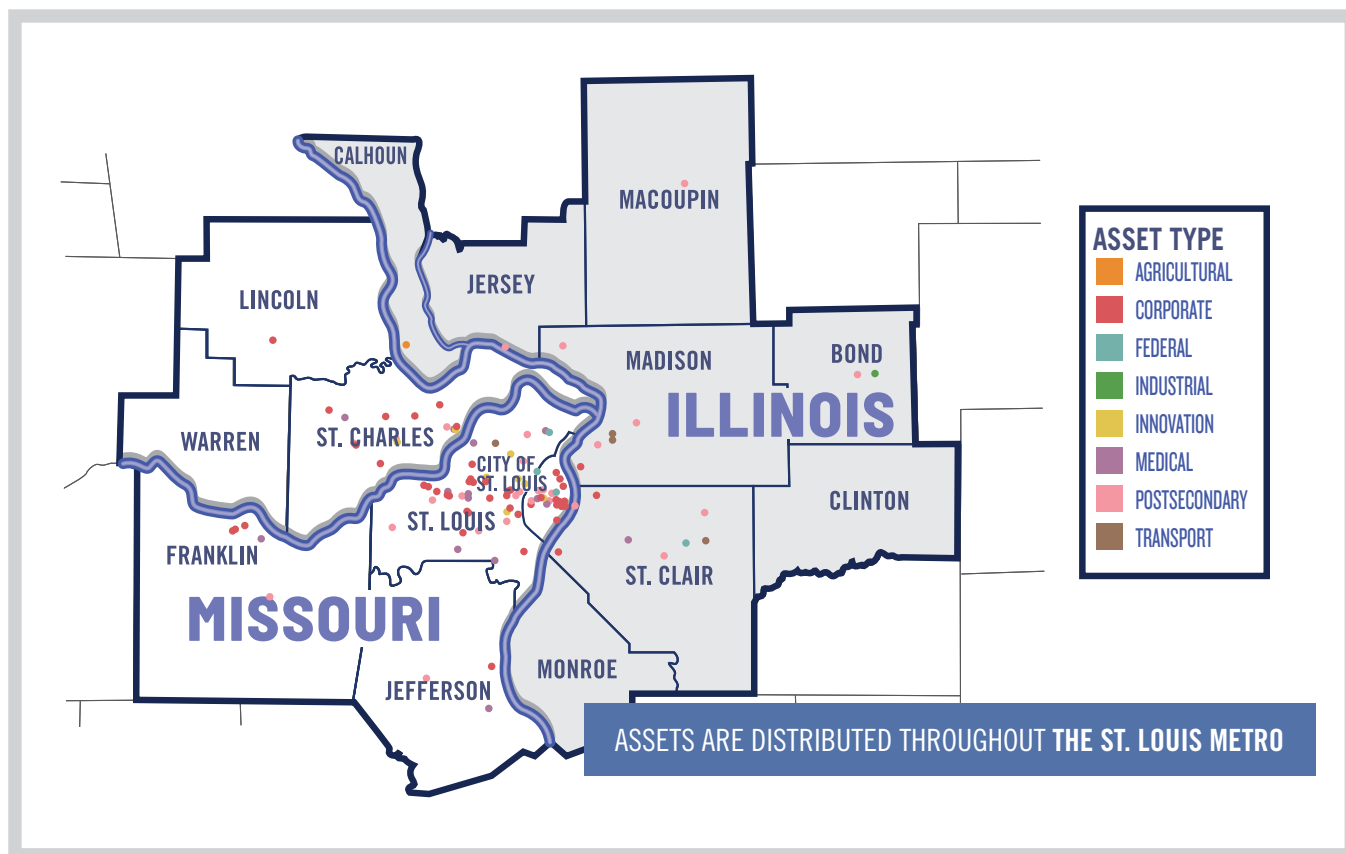 CALHOUN
MACOUPIN
JERSEY
LINCOLN
MADISON
BOND
ILLINOIS
ST. CHARLES
WARREN
CITY OF
ST. LOUIS
CLINTON
ST. LOUIS
FRANKLIN
ST. CLAIR
MISSOURI
MONROE
JEFFERSON
ASSET TYPE
AGRICULTURAL
CORPORATE
FEDERAL
INDUSTRIAL
INNOVATION
MEDICAL
POSTSECONDARY
TRANSPORT
ASSETS ARE DISTRIBUTED THROUGHOUT THE ST. LOUIS METRO